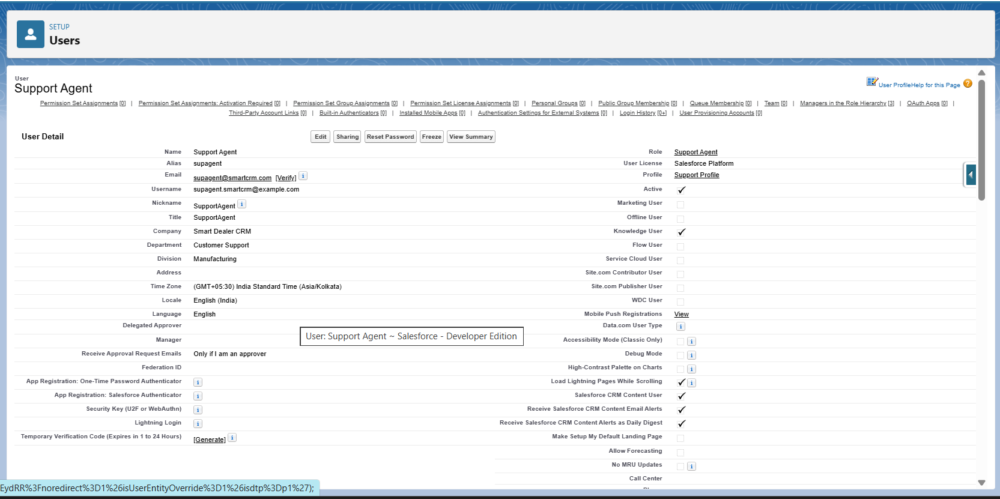 SETUP
Users
User
Support Agent
User Profile Help for this Page ?
Permission Set Assignments [0] | Permission Set Assignments: Activation Required [0] | Permission Set Group Assignments [0] | Permission Set License Assignments [0] | Personal Groups [0] | Public Group Membership [0] | Queue Membership [0] | Team [0] | Managers in the Role Hierarchy [3] | OAuth Apps [0] |
Third-Party Account Links [0] | Built-in Authenticators [0] | Installed Mobile Apps [0] | Authentication Settings for External Systems [0] | Login History [0+] | User Provisioning Accounts [0]
User Detail Edit Sharing Reset Password Freeze View Summary
Name Support Agent Role Support Agent
Alias supagent User License Salesforce Platform
Email supagent@smartcrm.com [Verify] i Profile Support Profile
Username supagent.smartcrm@example.com Active
Nickname SupportAgent i Marketing User
Title SupportAgent Offline User
Company Smart Dealer CRM Knowledge User
Department Customer Support Flow User
Division Manufacturing Service Cloud User
Address Site.com Contributor User
Time Zone (GMT+05:30) India Standard Time (Asia/Kolkata) Site.com Publisher User
Locale English (India) WDC User
Language English Mobile Push Registrations View
Delegated Approver Data.com User Type i
User: Support Agent ~ Salesforce - Developer Edition
Manager Accessibility Mode (Classic Only) i
Receive Approval Request Emails Only if I am an approver Debug Mode i
Federation ID High-Contrast Palette on Charts i
App Registration: One-Time Password Authenticator i Load Lightning Pages While Scrolling i
App Registration: Salesforce Authenticator i Salesforce CRM Content User
Security Key (U2F or WebAuthn) i Receive Salesforce CRM Content Email Alerts
Lightning Login i Receive Salesforce CRM Content Alerts as Daily Digest
Temporary Verification Code (Expires in 1 to 24 Hours) [Generate] i Make Setup My Default Landing Page
Allow Forecasting
No MRU Updates i
Call Center
EydRR%3Fnoredirect%3D1%26isUserEntityOverride%3D1%26isdtp%3Dp1%27);